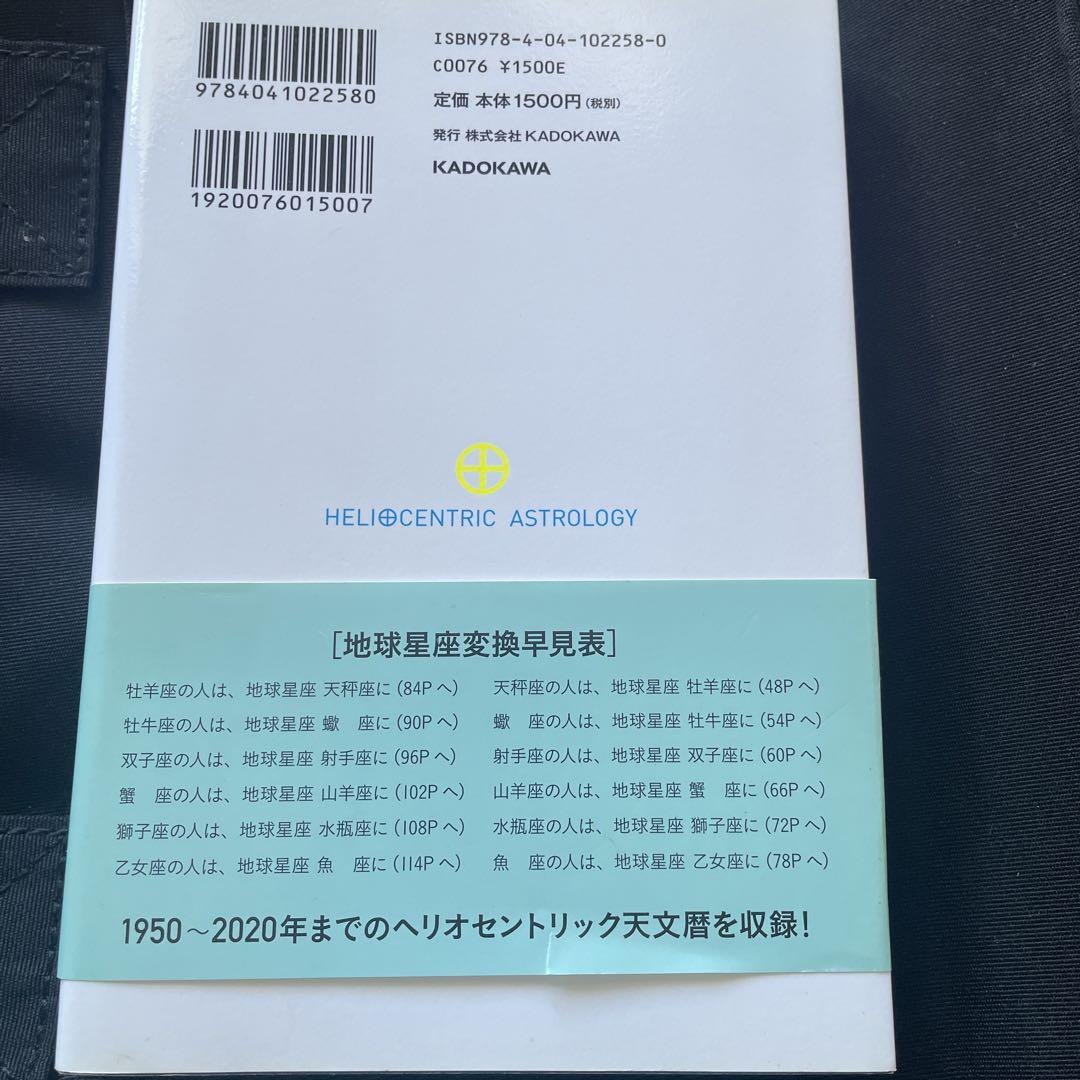 9784041022580
1920076015007
ISBN978-4-04-102258-0
C0076 ¥1500E
定価 本体1500円(税別)
発行 株式会社KADOKAWA
KADOKAWA
HELI⊕CENTRIC ASTROLOGY
[地球星座変換早見表]
牡羊座の人は、地球星座 天秤座に(84Pへ)
牡牛座の人は、地球星座 蠍　座に(90Pへ)
双子座の人は、地球星座 射手座に(96Pへ)
蟹　座の人は、地球星座 山羊座に(102Pへ)
獅子座の人は、地球星座 水瓶座に(108Pへ)
乙女座の人は、地球星座 魚　座に(114Pへ)
天秤座の人は、地球星座 牡羊座に(48Pへ)
蠍　座の人は、地球星座 牡牛座に(54Pへ)
射手座の人は、地球星座 双子座に(60Pへ)
山羊座の人は、地球星座 蟹　座に(66Pへ)
水瓶座の人は、地球星座 獅子座に(72Pへ)
魚　座の人は、地球星座 乙女座に(78Pへ)
1950～2020年までのヘリオセントリック天文暦を収録!